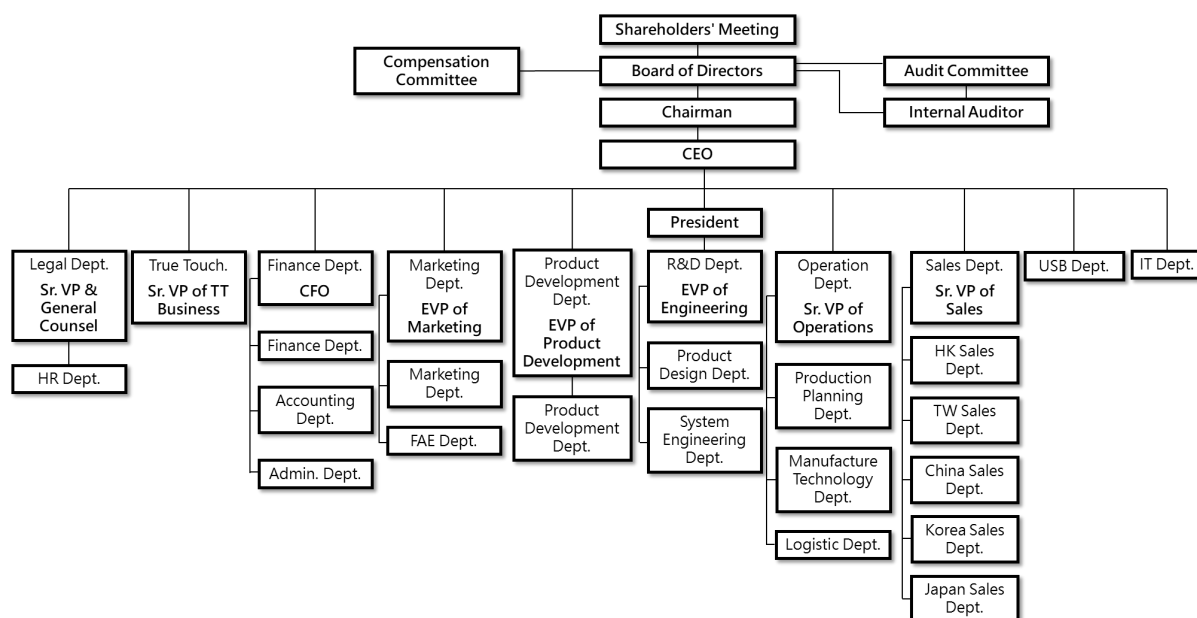 Shareholders' Meeting
Compensation
Committee
Board of Directors
Audit Committee
Chairman
Internal Auditor
CEO
President
Legal Dept.
Sr. VP &
General
Counsel
HR Dept.
True Touch.
Sr. VP of TT
Business
Finance Dept.
CFO
Finance Dept.
Accounting
Dept.
Admin. Dept.
Marketing
Dept.
EVP of
Marketing
Marketing
Dept.
FAE Dept.
Product
Development
Dept.
EVP of
Product
Development
Product
Development
Dept.
R&D Dept.
EVP of
Engineering
Product
Design Dept.
System
Engineering
Dept.
Operation
Dept.
Sr. VP of
Operations
Production
Planning
Dept.
Manufacture
Technology
Dept.
Logistic Dept.
Sales Dept.
Sr. VP of
Sales
HK Sales
Dept.
TW Sales
Dept.
China Sales
Dept.
Korea Sales
Dept.
Japan Sales
Dept.
USB Dept.
IT Dept.